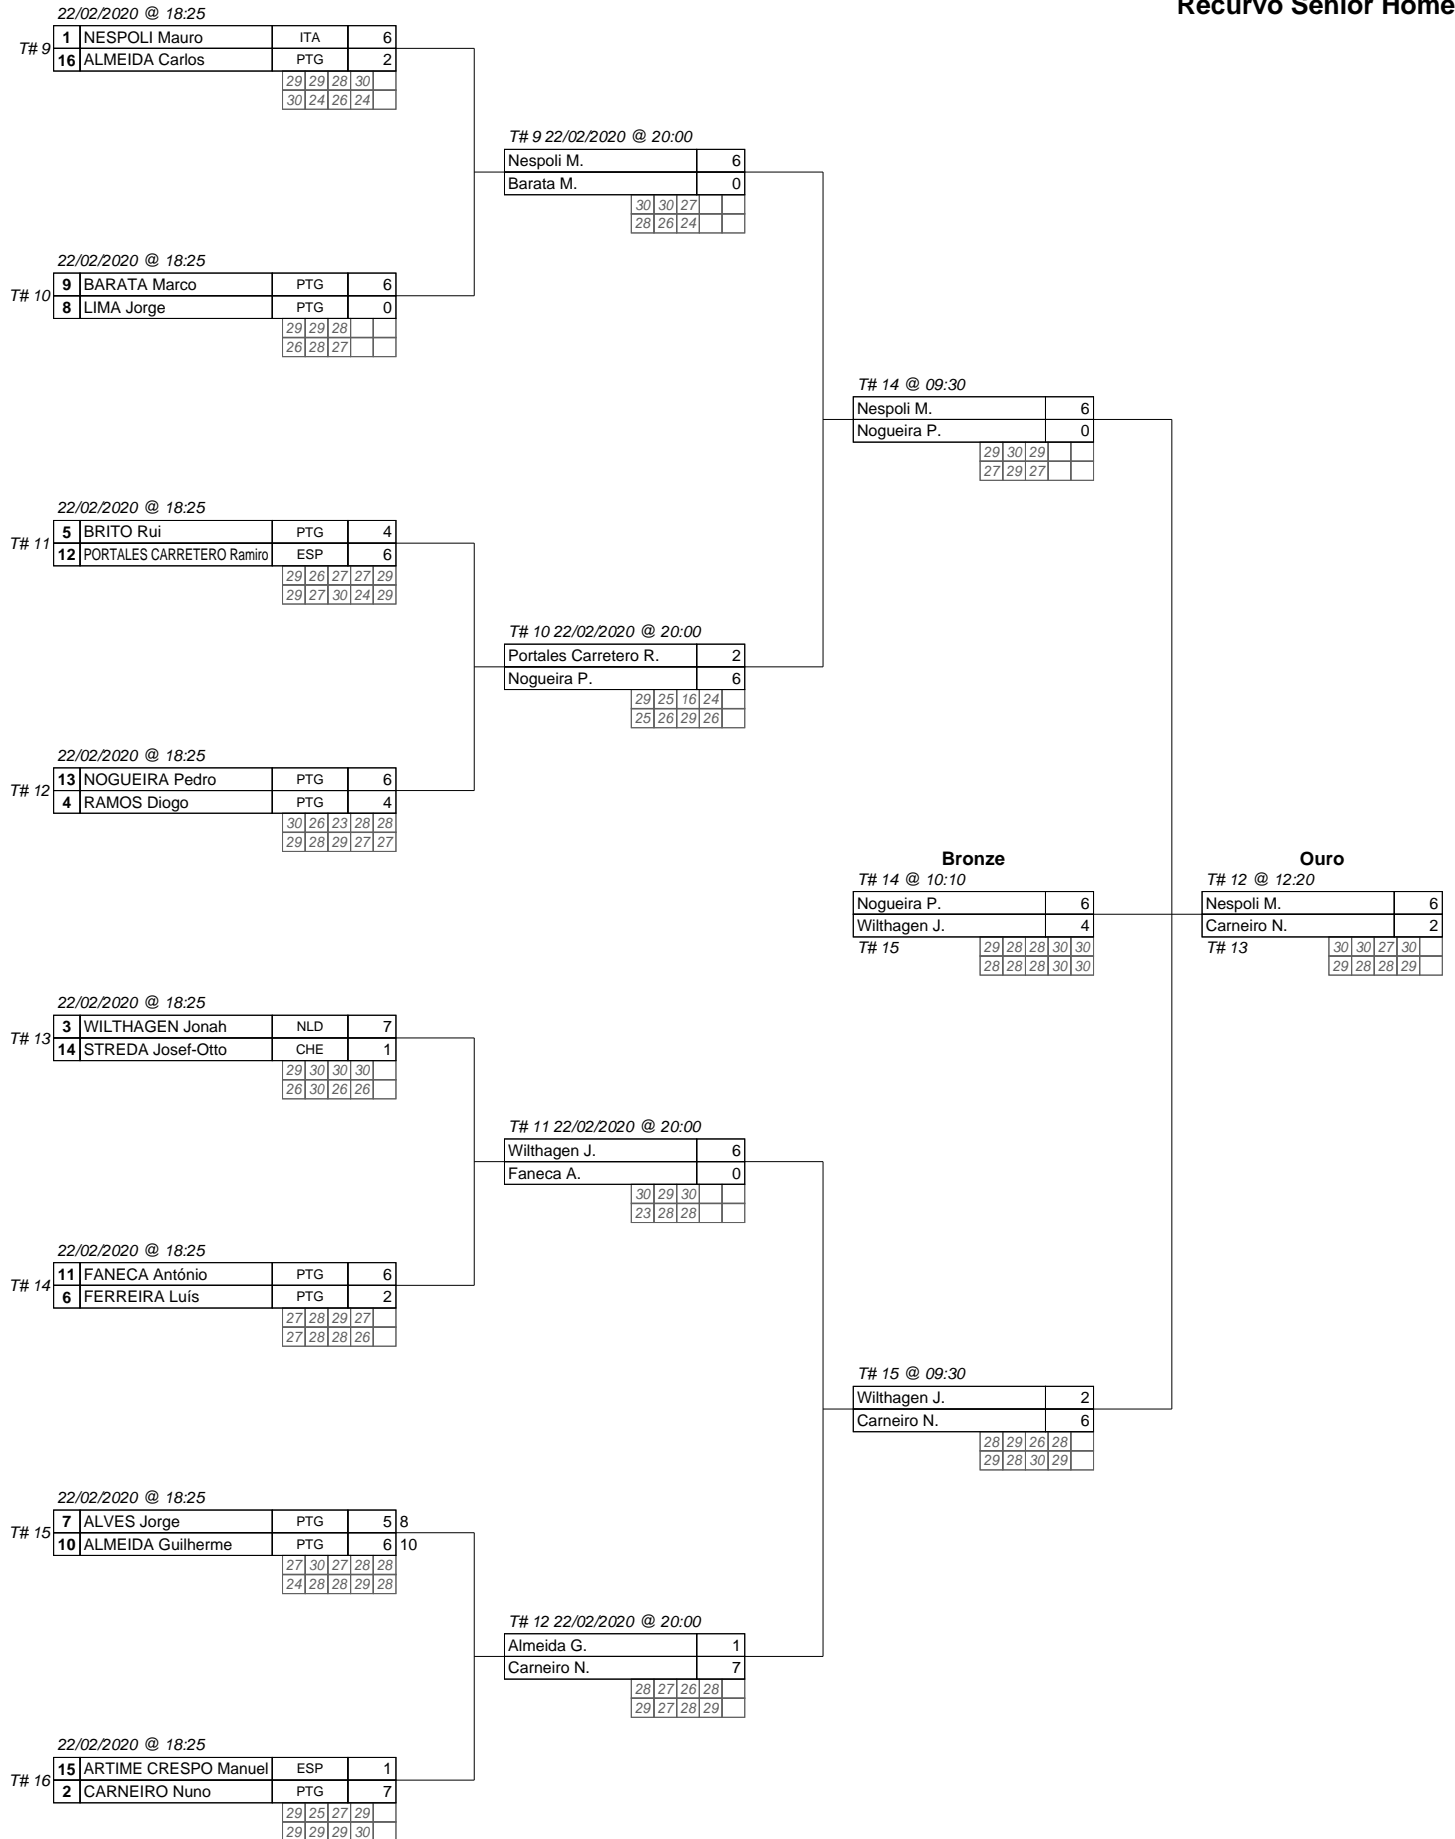 Recurvo Senior Home
22/02/2020 @ 18:25
T# 9
1 NESPOLI Mauro ITA 6
16 ALMEIDA Carlos PTG 2
29 29 28 30
30 24 26 24
T# 9 22/02/2020 @ 20:00
Nespoli M. 6
Barata M. 0
30 30 27
28 26 24
22/02/2020 @ 18:25
T# 10
9 BARATA Marco PTG 6
8 LIMA Jorge PTG 0
29 29 28
26 28 27
T# 14 @ 09:30
Nespoli M. 6
Nogueira P. 0
29 30 29
27 29 27
22/02/2020 @ 18:25
T# 11
5 BRITO Rui PTG 4
12 PORTALES CARRETERO Ramiro ESP 6
29 26 27 27 29
29 27 30 24 29
T# 10 22/02/2020 @ 20:00
Portales Carretero R. 2
Nogueira P. 6
29 25 16 24
25 26 29 26
22/02/2020 @ 18:25
T# 12
13 NOGUEIRA Pedro PTG 6
4 RAMOS Diogo PTG 4
30 26 23 28 28
29 28 29 27 27
Bronze
T# 14 @ 10:10
Nogueira P. 6
Wilthagen J. 4
T# 15
29 28 28 30 30
28 28 28 30 30
Ouro
T# 12 @ 12:20
Nespoli M. 6
Carneiro N. 2
T# 13
30 30 27 30
29 28 28 29
22/02/2020 @ 18:25
T# 13
3 WILTHAGEN Jonah NLD 7
14 STREDA Josef-Otto CHE 1
29 30 30 30
26 30 26 26
T# 11 22/02/2020 @ 20:00
Wilthagen J. 6
Faneca A. 0
30 29 30
23 28 28
22/02/2020 @ 18:25
T# 14
11 FANECA António PTG 6
6 FERREIRA Luís PTG 2
27 28 29 27
27 28 28 26
T# 15 @ 09:30
Wilthagen J. 2
Carneiro N. 6
28 29 26 28
29 28 30 29
22/02/2020 @ 18:25
T# 15
7 ALVES Jorge PTG 5 8
10 ALMEIDA Guilherme PTG 6 10
27 30 27 28 28
24 28 28 29 28
T# 12 22/02/2020 @ 20:00
Almeida G. 1
Carneiro N. 7
28 27 26 28
29 27 28 29
22/02/2020 @ 18:25
T# 16
15 ARTIME CRESPO Manuel ESP 1
2 CARNEIRO Nuno PTG 7
29 25 27 29
29 29 29 30